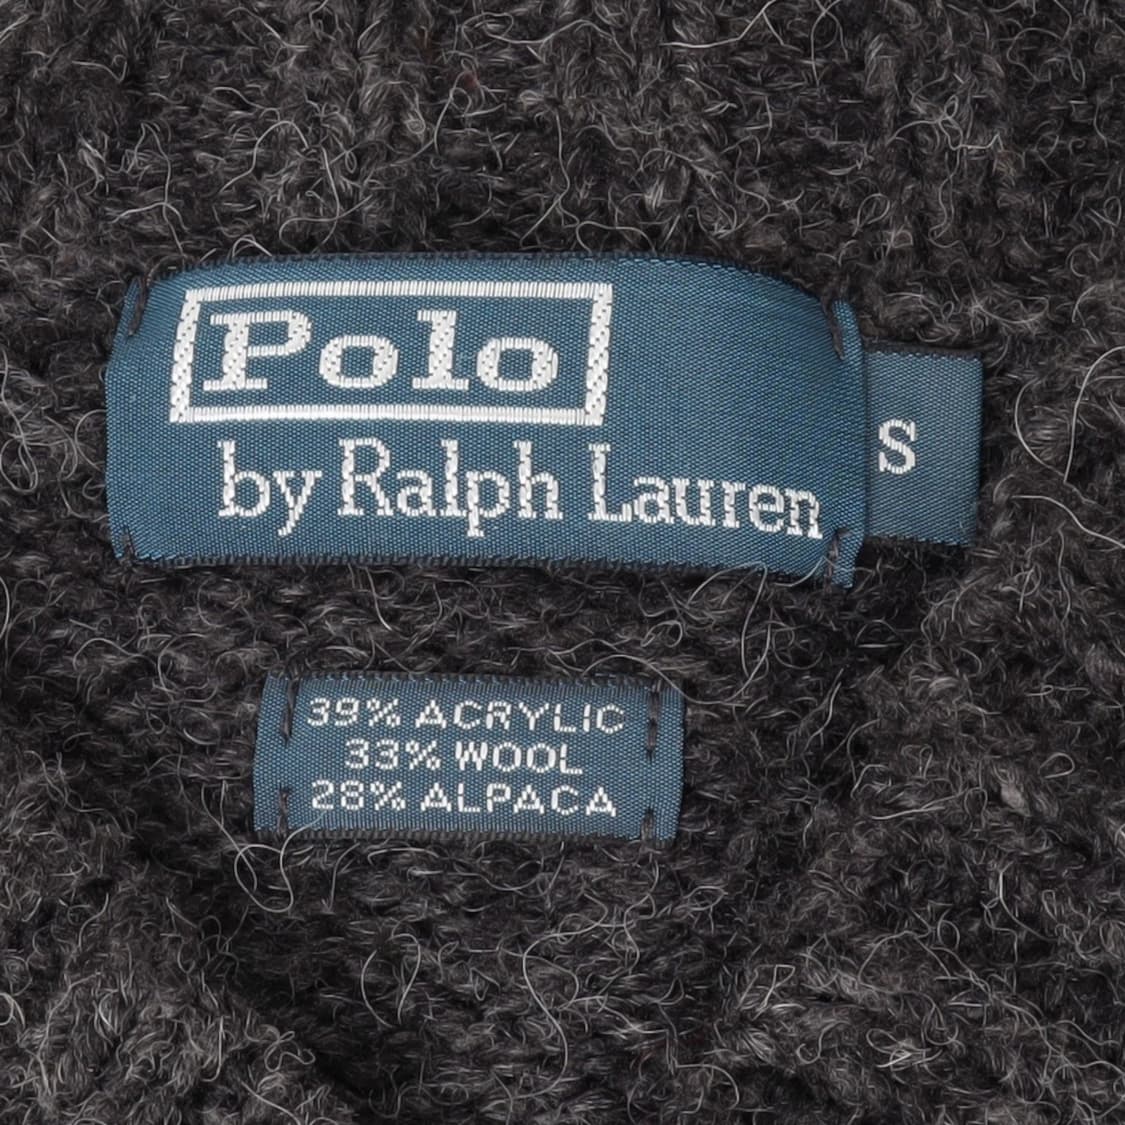 Polo
by Ralph Lauren
S
39% ACRYLIC
33% WOOL
28% ALPACA